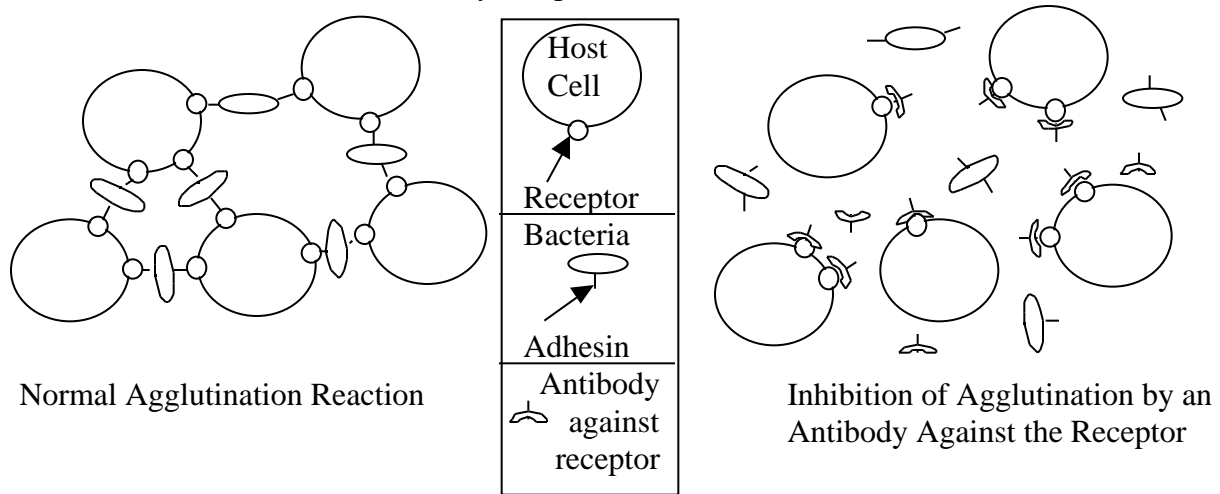 Host
Cell
Receptor
Bacteria
Adhesin
Antibody
against
receptor
Normal Agglutination Reaction
Inhibition of Agglutination by an
Antibody Against the Receptor